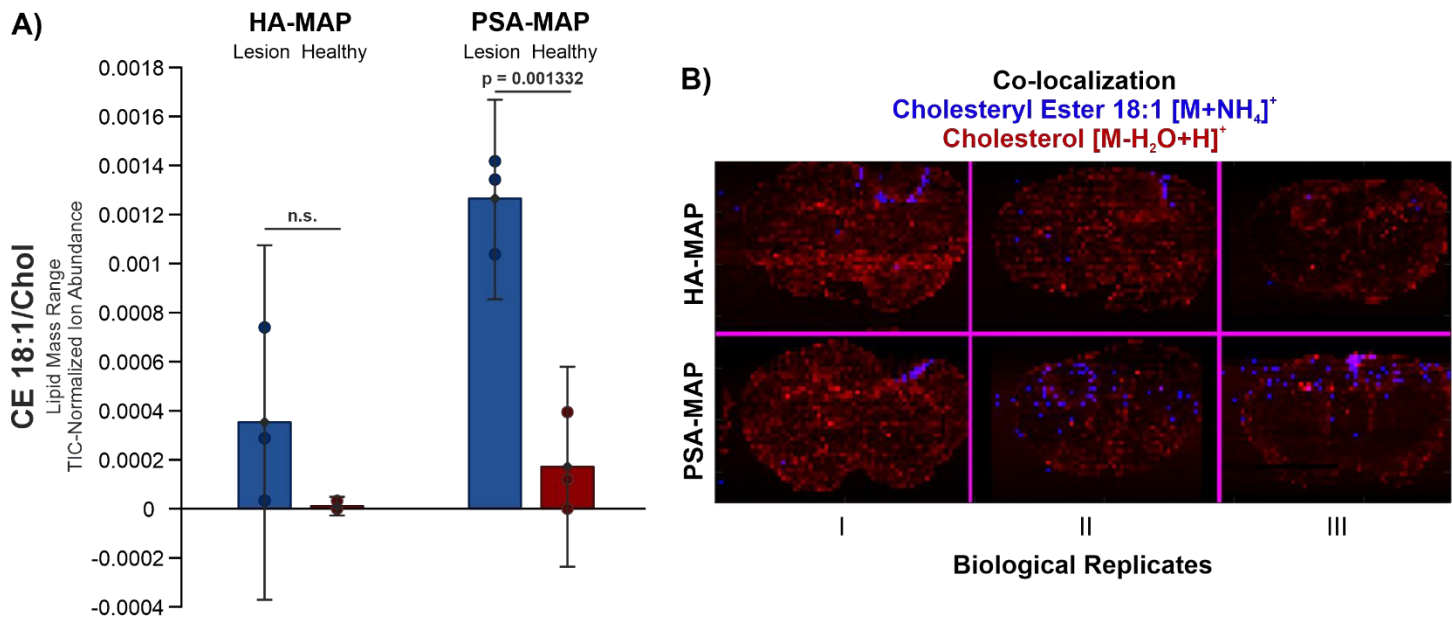 A)
HA-MAP
PSA-MAP
Lesion Healthy
Lesion Healthy
p = 0.001332
n.s.
0.0018
0.0016
0.0014
0.0012
0.001
0.0008
0.0006
0.0004
0.0002
0
-0.0002
-0.0004
CE 18:1/Chol
Lipid Mass Range
TIC-Normalized Ion Abundance
B)
Co-localization
Cholesteryl Ester 18:1 [M+NH₄]⁺
Cholesterol [M-H₂O+H]⁺
HA-MAP
PSA-MAP
I
II
III
Biological Replicates